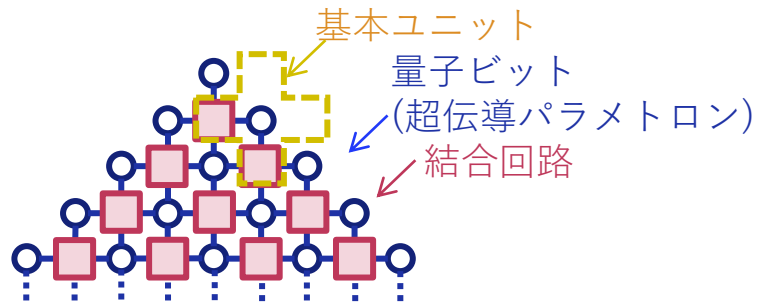 基本ユニット
量子ビット
(超伝導パラメトロン)
結合回路